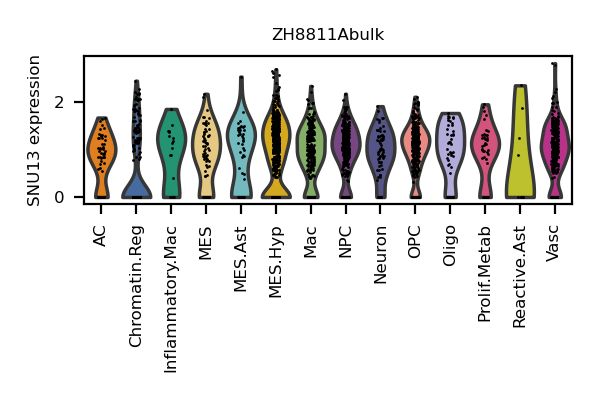 ZH8811Abulk
SNU13 expression
2
0
AC
Chromatin.Reg
Inflammatory.Mac
MES
MES.Ast
MES.Hyp
Mac
NPC
Neuron
OPC
Oligo
Prolif.Metab
Reactive.Ast
Vasc